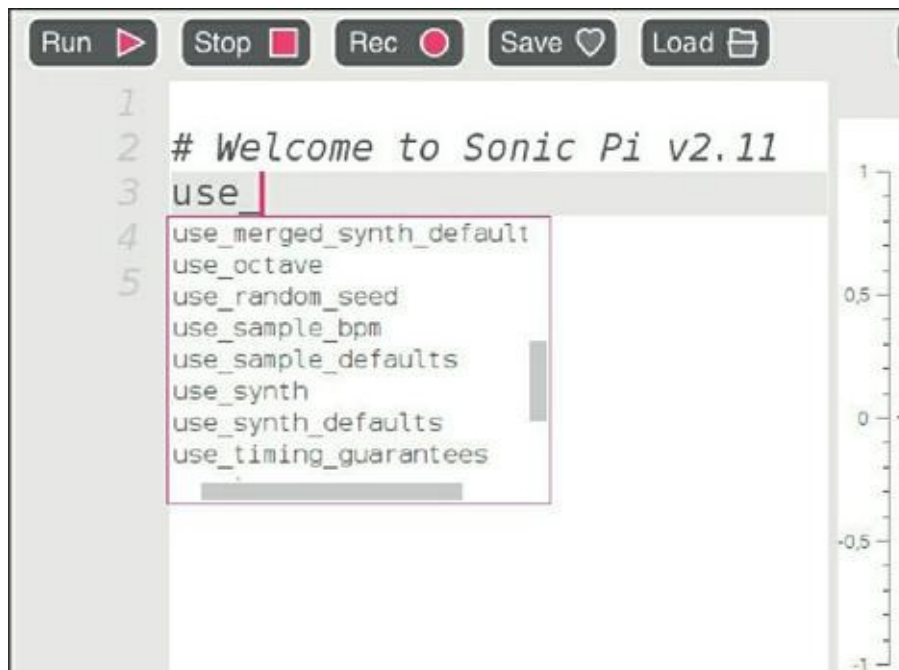 Run Stop Rec Save Load
1
2 # Welcome to Sonic Pi v2.11
3 use_
4
5
use_merged_synth_default
use_octave
use_random_seed
use_sample_bpm
use_sample_defaults
use_synth
use_synth_defaults
use_timing_guarantees
1
0,5
0
-0,5
-1